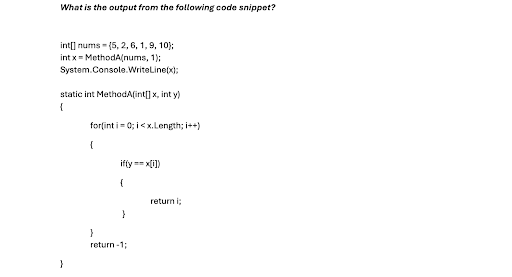 What is the output from the following code snippet?
int[] nums = {5, 2, 6, 1, 9, 10};
int x = MethodA(nums, 1);
System.Console.WriteLine(x);
static int MethodA(int[] x, int y)
{
for(int i = 0; i < x.Length; i++)
{
if(y == x[i])
{
return i;
}
}
return -1;
}